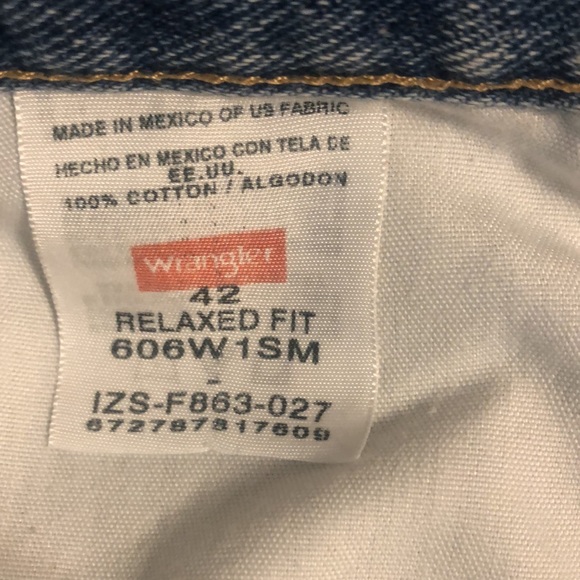 MADE IN MEXICO OF US FABRIC
HECHO EN MEXICO CON TELA DE
EE.UU.
100% COTTON / ALGODON
Wrangler
42
RELAXED FIT
606W1SM
-
IZS-F863-027
672787817609